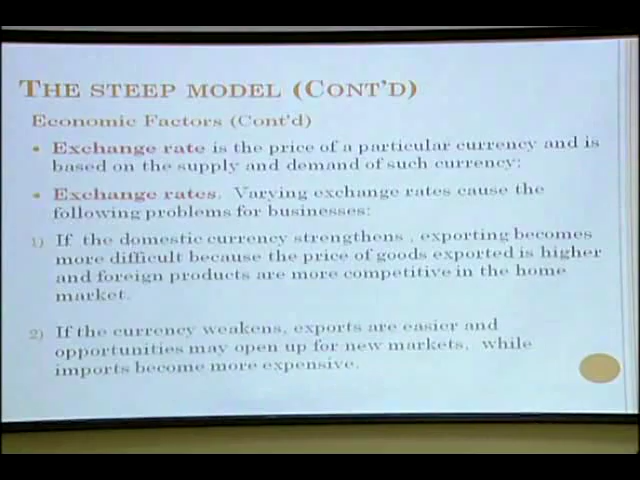 THE STEEP MODEL (CONT'D)
Economic Factors (Cont'd)
• Exchange rate is the price of a particular currency and is
based on the supply and demand of such currency;
• Exchange rates. Varying exchange rates cause the
following problems for businesses:
1) If the domestic currency strengthens , exporting becomes
more difficult because the price of goods exported is higher
and foreign products are more competitive in the home
market.
2) If the currency weakens, exports are easier and
opportunities may open up for new markets, while
imports become more expensive.